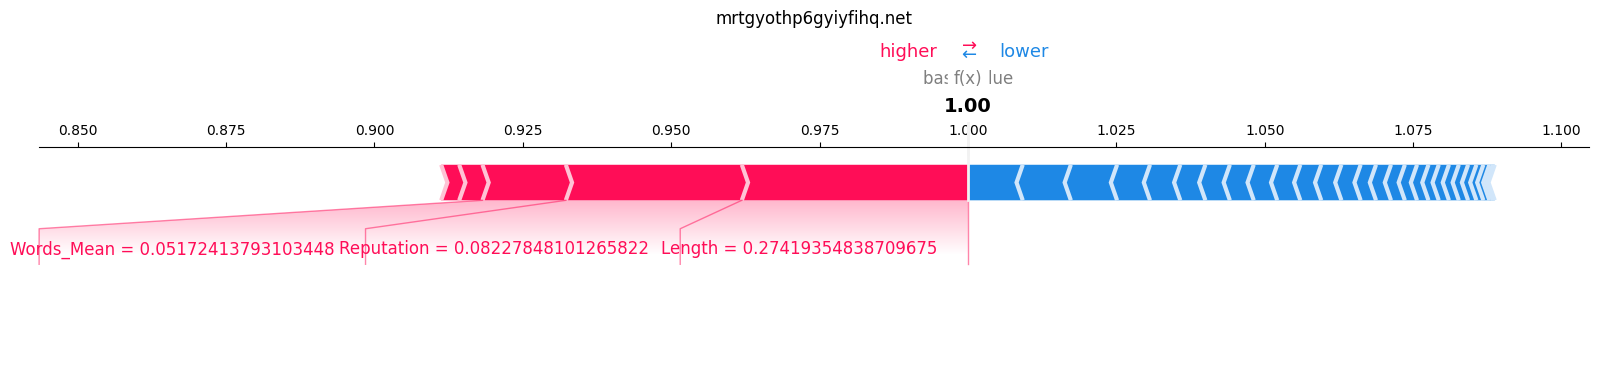 mrtgyothp6gyiyfihq.net
higher ⇄ lower
f(x)
1.00
0.850 0.875 0.900 0.925 0.950 0.975 1.000 1.025 1.050 1.075 1.100
Words_Mean = 0.05172413793103448 Reputation = 0.08227848101265822 Length = 0.27419354838709675